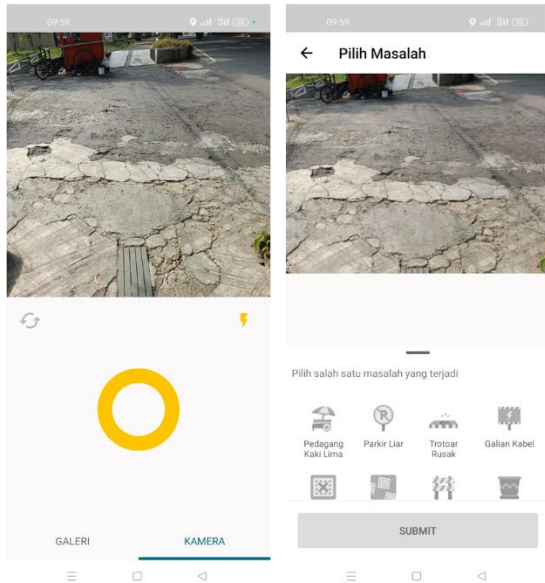 09:59
GALERI
KAMERA
09:59
Pilih Masalah
Pilih salah satu masalah yang terjadi
Pedagang
Kaki Lima
Parkir Liar
Trotoar
Rusak
Galian Kabel
SUBMIT